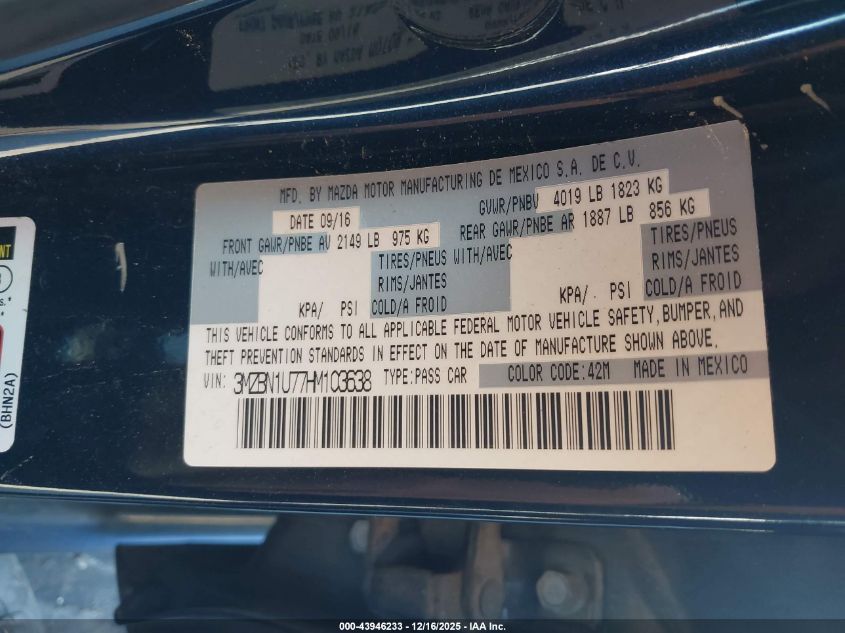 MFD. BY MAZDA MOTOR MANUFACTURING DE MEXICO S.A. DE C.V.
DATE 09/16 GVWR/PNBV 4019 LB 1823 KG
FRONT GAWR/PNBE AV 2149 LB 975 KG REAR GAWR/PNBE AR 1887 LB 856 KG
WITH/AVEC TIRES/PNEUS WITH/AVEC TIRES/PNEUS
RIMS/JANTES RIMS/JANTES
KPA/ PSI COLD/A FROID KPA/ PSI COLD/A FROID
THIS VEHICLE CONFORMS TO ALL APPLICABLE FEDERAL MOTOR VEHICLE SAFETY, BUMPER, AND
THEFT PREVENTION STANDARDS IN EFFECT ON THE DATE OF MANUFACTURE SHOWN ABOVE.
VIN: 3MZBN1U77HM103638 TYPE:PASS CAR COLOR CODE:42M MADE IN MEXICO
(BHN2A)
000-43946233 - 12/16/2025 - IAA Inc.